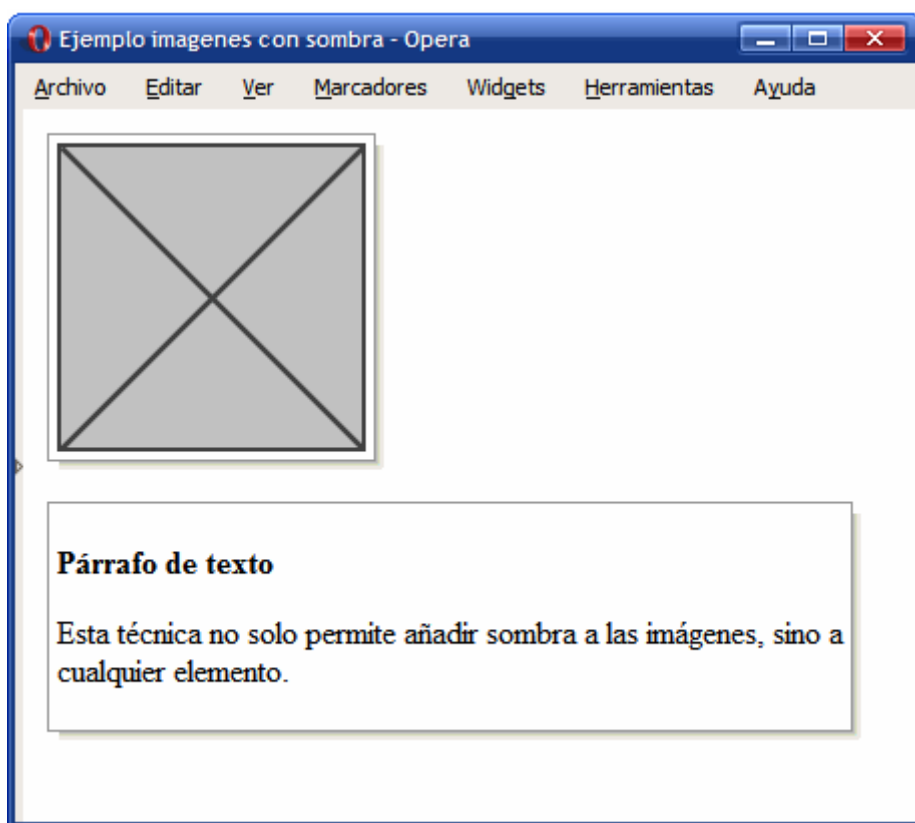 Ejemplo imagenes con sombra - Opera
Archivo Editar Ver Marcadores Widgets Herramientas Ayuda
Párrafo de texto
Esta técnica no solo permite añadir sombra a las imágenes, sino a
cualquier elemento.